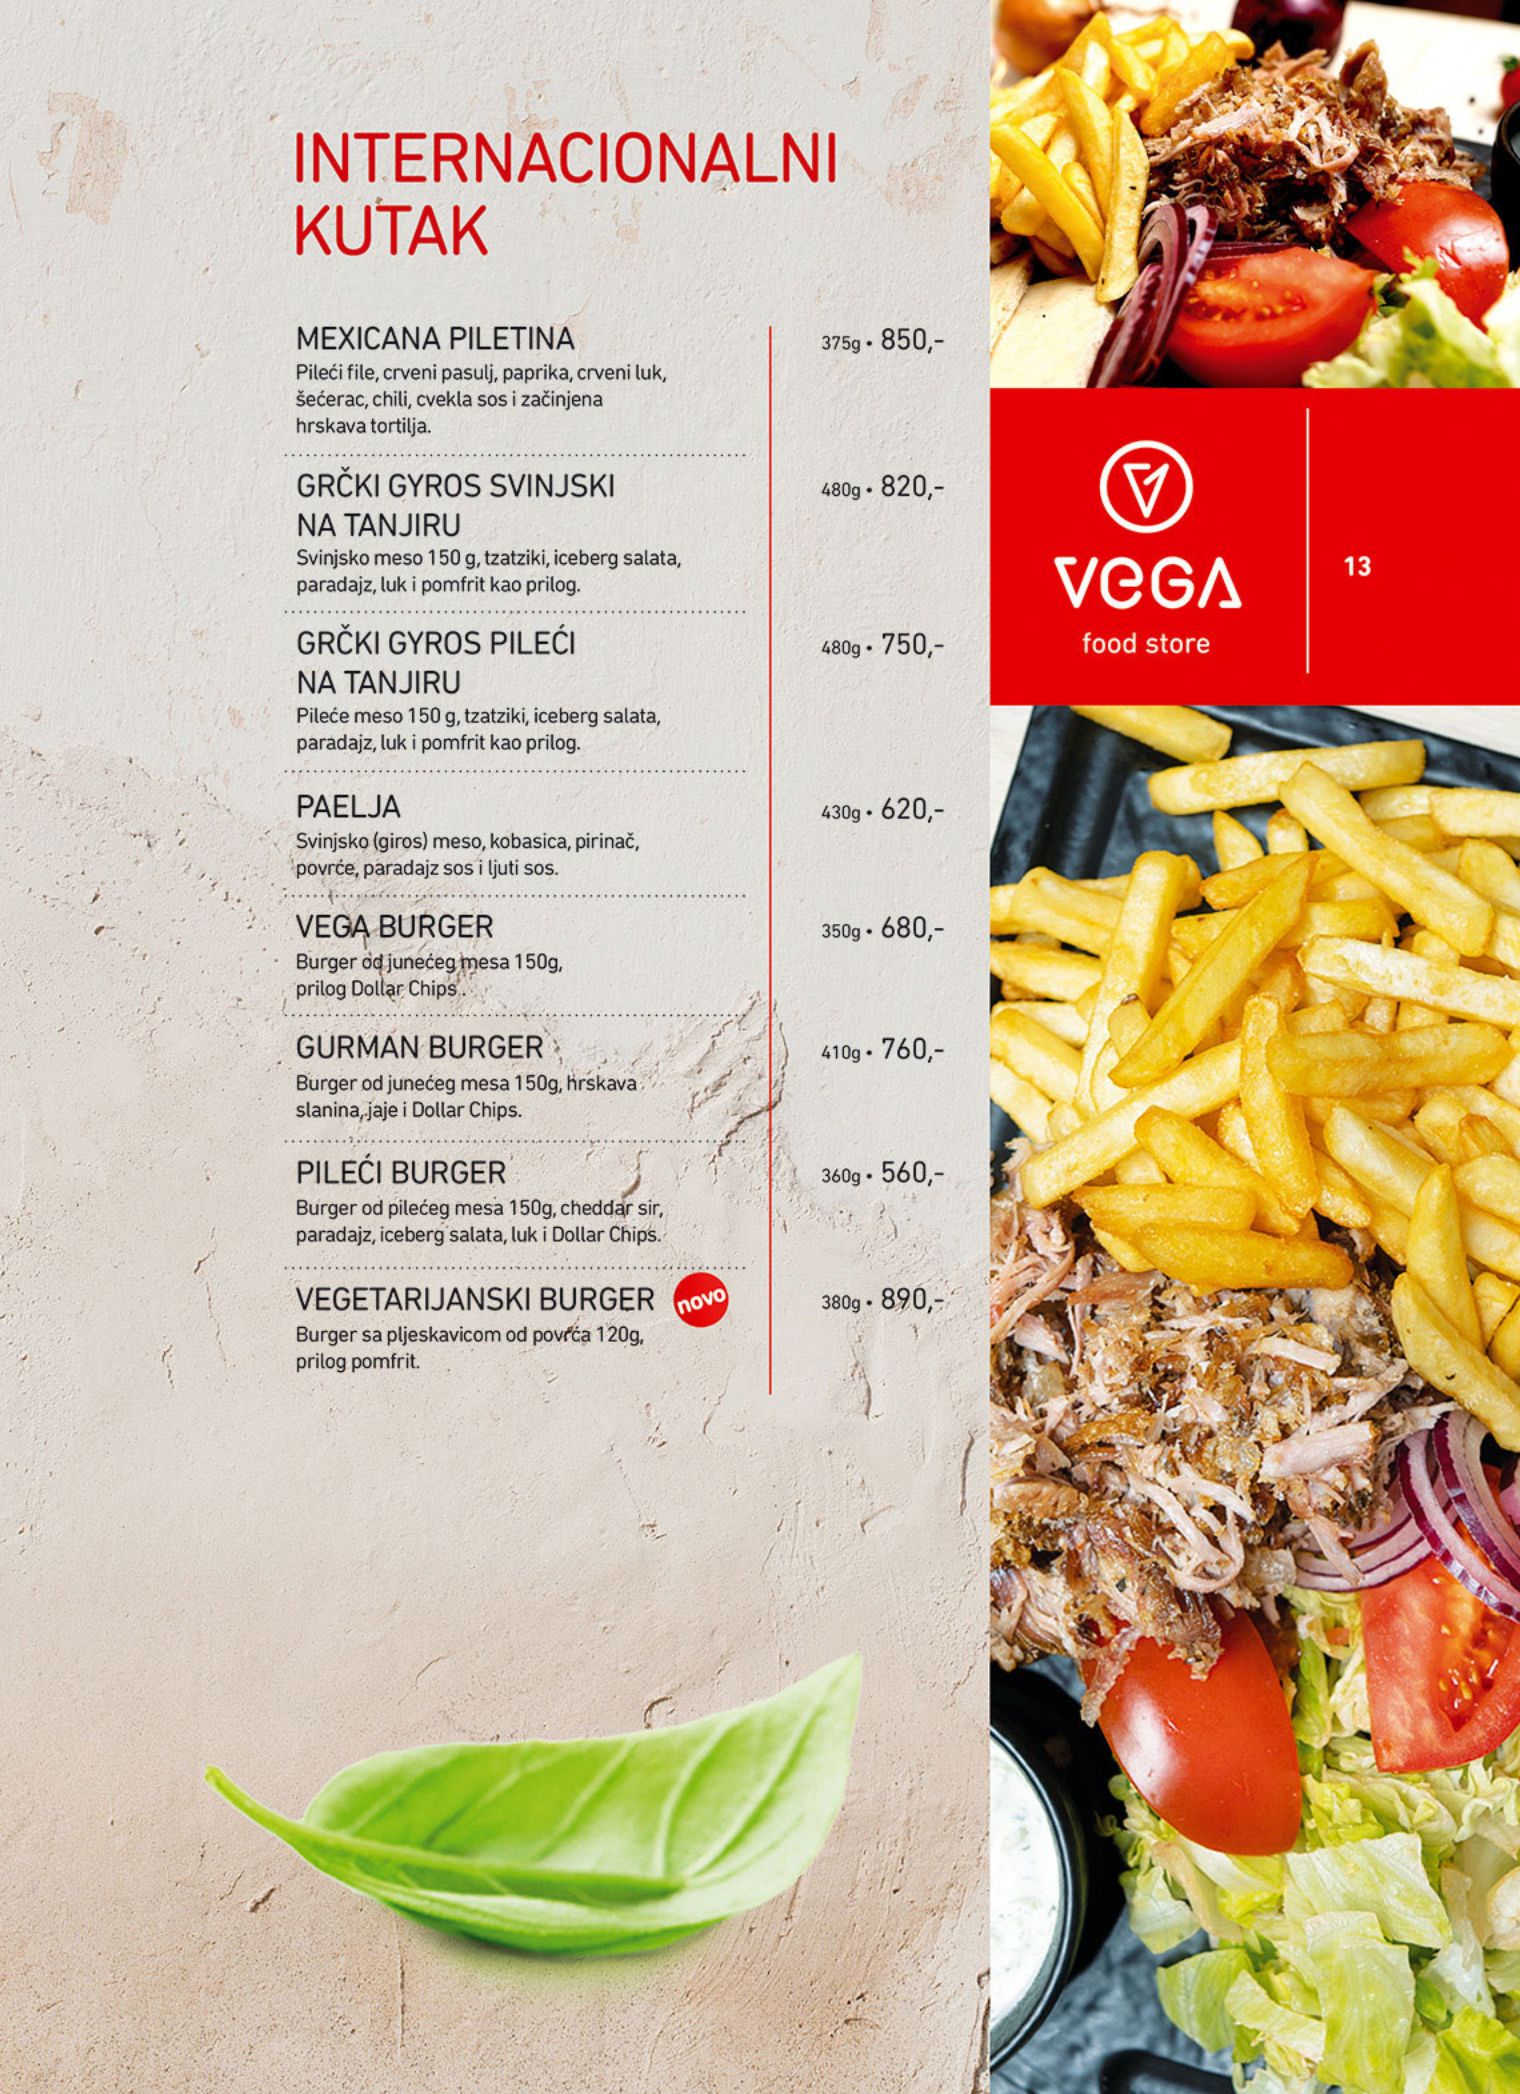 INTERNACIONALNI
KUTAK
MEXICANA PILETINA 375g • 850,-
Pileći file, crveni pasulj, paprika, crveni luk,
šećerac, chili, cvekla sos i začinjena
hrskava tortilja.
GRČKI GYROS SVINJSKI 480g • 820,-
NA TANJIRU
Svinjsko meso 150 g, tzatziki, iceberg salata,
paradajz, luk i pomfrit kao prilog.
GRČKI GYROS PILEĆI 480g • 750,-
NA TANJIRU
Pileće meso 150 g, tzatziki, iceberg salata,
paradajz, luk i pomfrit kao prilog.
PAELJA 430g • 620,-
Svinjsko (giros) meso, kobasica, pirinač,
povrće, paradajz sos i ljuti sos.
VEGA BURGER 350g • 680,-
Burger od junećeg mesa 150g,
prilog Dollar Chips .
GURMAN BURGER 410g • 760,-
Burger od junećeg mesa 150g, hrskava
slanina, jaje i Dollar Chips.
PILEĆI BURGER 360g • 560,-
Burger od pilećeg mesa 150g, cheddar sir,
paradajz, iceberg salata, luk i Dollar Chips.
VEGETARIJANSKI BURGER novo 380g • 890,-
Burger sa pljeskavicom od povrća 120g,
prilog pomfrit.
VeGA
food store
13